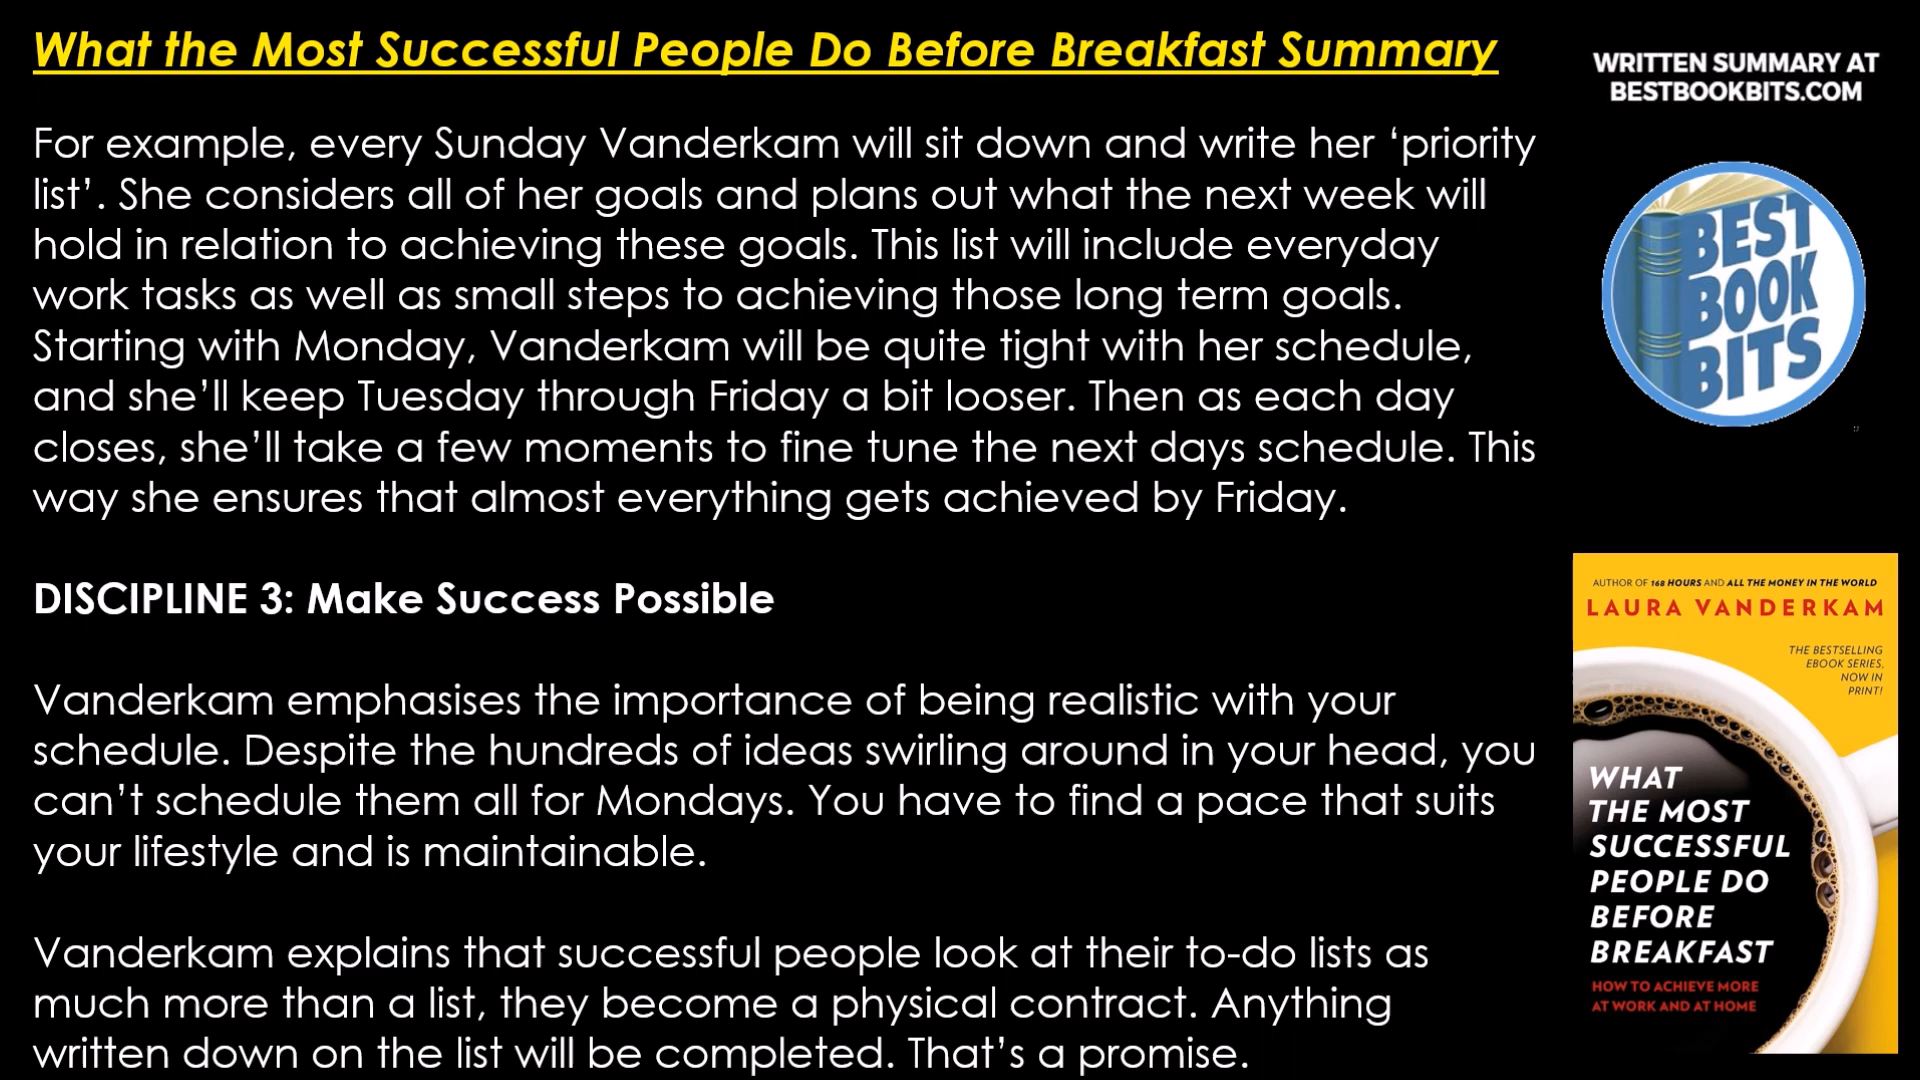 What the Most Successful People Do Before Breakfast Summary
For example, every Sunday Vanderkam will sit down and write her ‘priority
list’. She considers all of her goals and plans out what the next week will
hold in relation to achieving these goals. This list will include everyday
work tasks as well as small steps to achieving those long term goals.
Starting with Monday, Vanderkam will be quite tight with her schedule,
and she’ll keep Tuesday through Friday a bit looser. Then as each day
closes, she’ll take a few moments to fine tune the next days schedule. This
way she ensures that almost everything gets achieved by Friday.
DISCIPLINE 3: Make Success Possible
Vanderkam emphasises the importance of being realistic with your
schedule. Despite the hundreds of ideas swirling around in your head, you
can’t schedule them all for Mondays. You have to find a pace that suits
your lifestyle and is maintainable.
Vanderkam explains that successful people look at their to-do lists as
much more than a list, they become a physical contract. Anything
written down on the list will be completed. That’s a promise.
WRITTEN SUMMARY AT
BESTBOOKBITS.COM
BEST
BOOK
BITS
AUTHOR OF 168 HOURS AND ALL THE MONEY IN THE WORLD
LAURA VANDERKAM
THE BESTSELLING
EBOOK SERIES,
NOW IN
PRINT!
WHAT
THE MOST
SUCCESSFUL
PEOPLE DO
BEFORE
BREAKFAST
HOW TO ACHIEVE MORE
AT WORK AND AT HOME